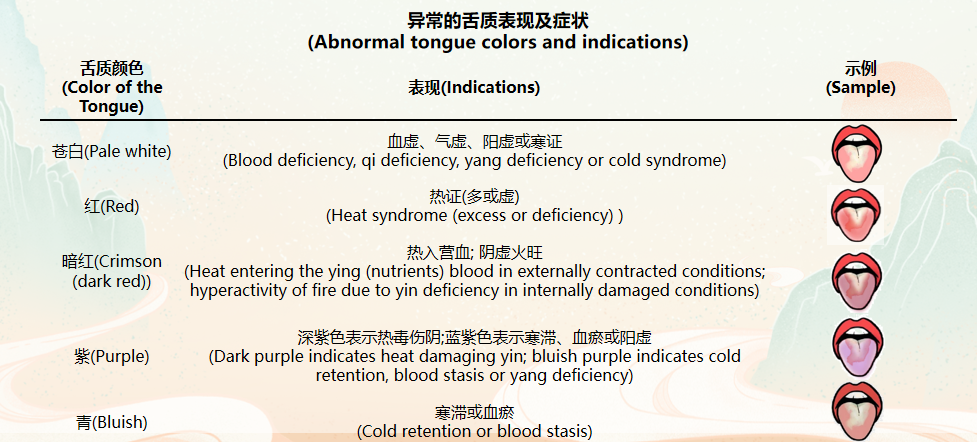 异常的舌质表现及症状
(Abnormal tongue colors and indications)
舌质颜色
(Color of the
Tongue)
表现(Indications)
示例
(Sample)
苍白(Pale white)
血虚、气虚、阳虚或寒证
(Blood deficiency, qi deficiency, yang deficiency or cold syndrome)
红(Red)
热证(多或虚)
(Heat syndrome (excess or deficiency) )
暗红(Crimson
(dark red))
热入营血; 阴虚火旺
(Heat entering the ying (nutrients) blood in externally contracted conditions;
hyperactivity of fire due to yin deficiency in internally damaged conditions)
紫(Purple)
深紫色表示热毒伤阴;蓝紫色表示寒滞、血瘀或阳虚
(Dark purple indicates heat damaging yin; bluish purple indicates cold
retention, blood stasis or yang deficiency)
青(Bluish)
寒滞或血瘀
(Cold retention or blood stasis)